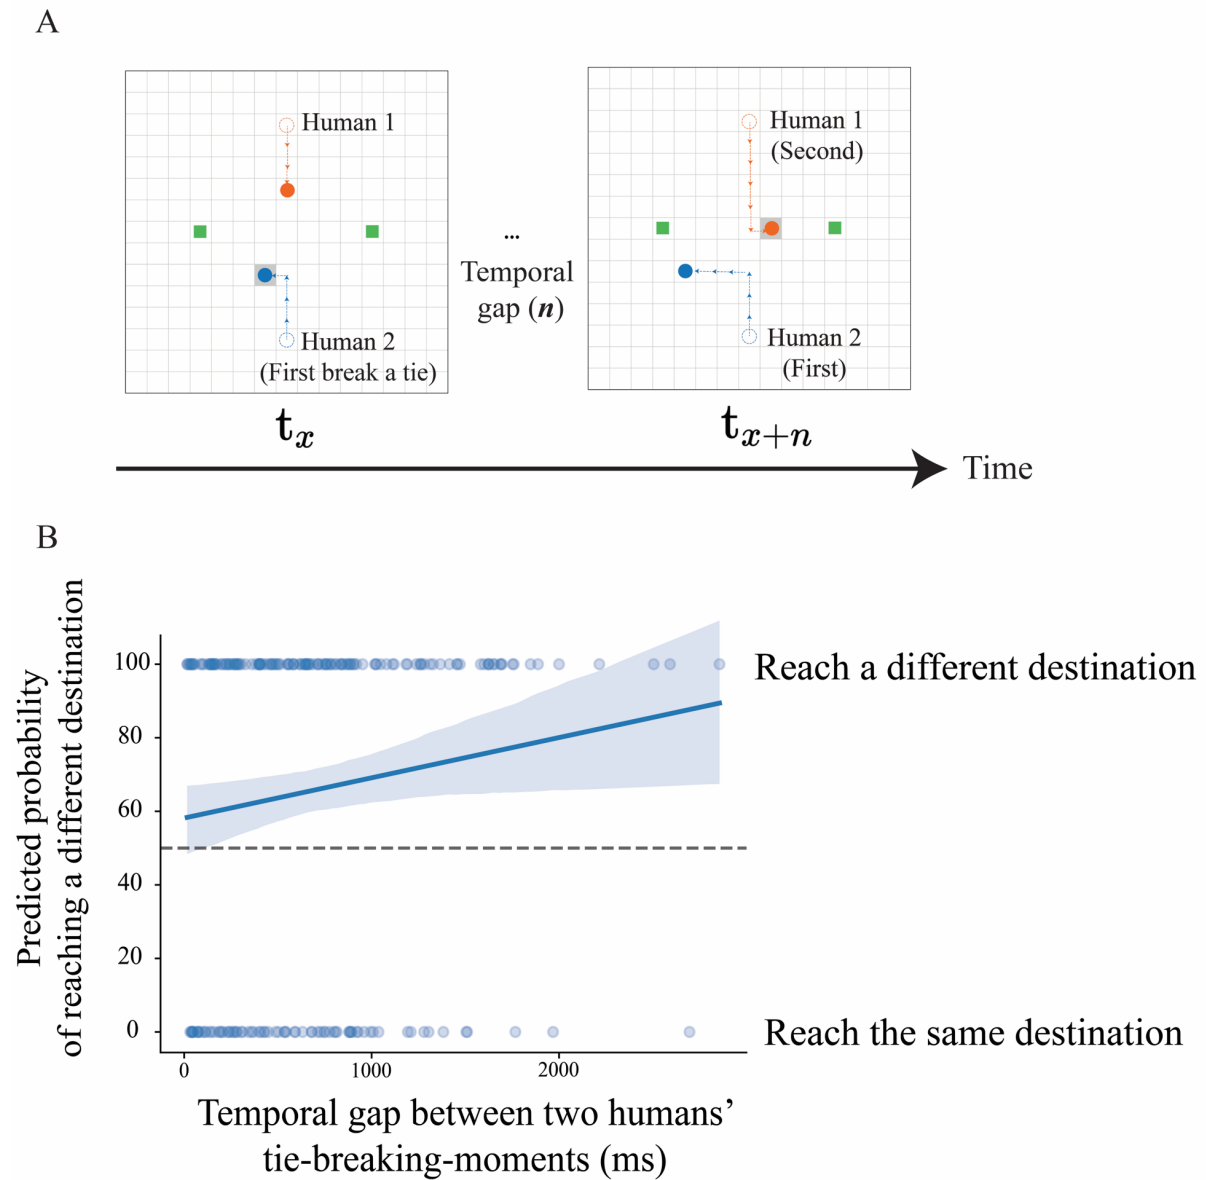 A
Human 1
Human 2
(First break a tie)
...
Temporal
gap (n)
Human 1
(Second)
Human 2
(First)
tx
tx+n
Time
B
Predicted probability
of reaching a different destination
100
80
60
40
20
0
Reach a different destination
Reach the same destination
0 1000 2000
Temporal gap between two humans’
tie-breaking-moments (ms)